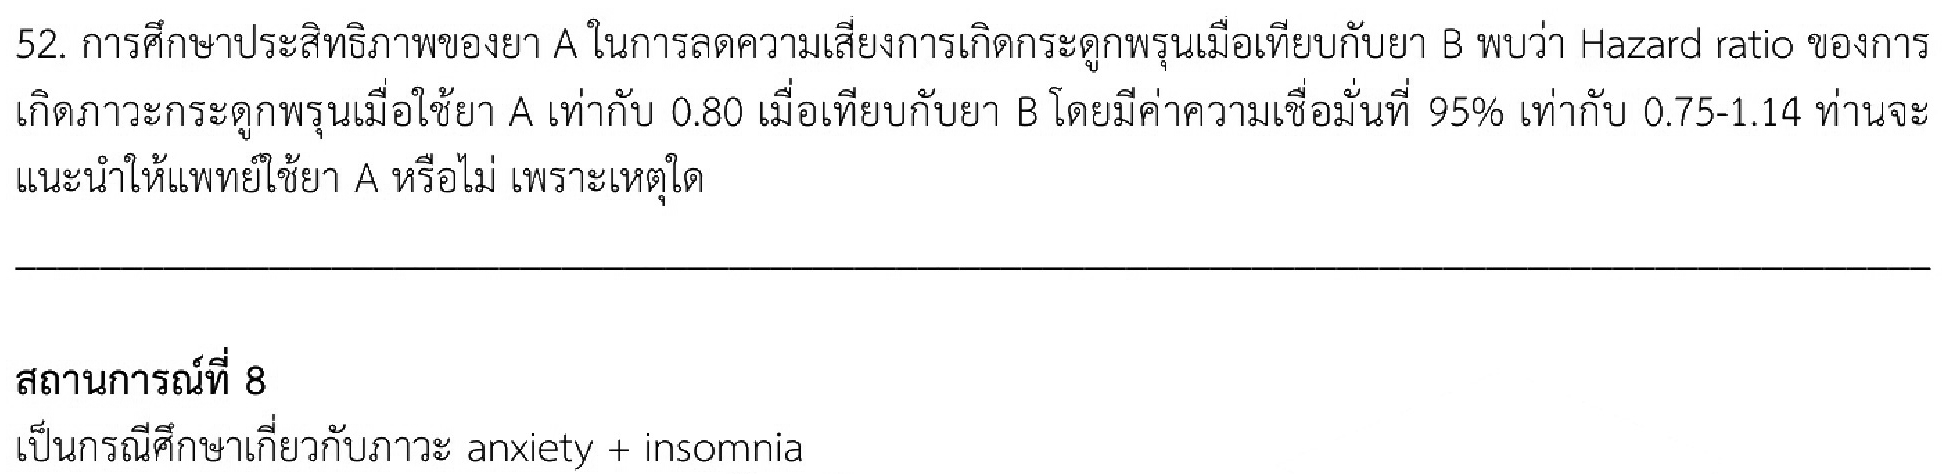 52. การศึกษาประสิทธิภาพของยา A ในการลดความเสี่ยงการเกิดกระดูกพรุนเมื่อเทียบกับยา B พบว่า Hazard ratio ของการ
เกิดภาวะกระดูกพรุนเมื่อใช้ยา A เท่ากับ 0.80 เมื่อเทียบกับยา B โดยมีค่าความเชื่อมั่นที่ 95% เท่ากับ 0.75-1.14 ท่านจะ
แนะนำให้แพทย์ใช้ยา A หรือไม่ เพราะเหตุใด
สถานการณ์ที่ 8
เป็นกรณีศึกษาเกี่ยวกับภาวะ anxiety + insomnia